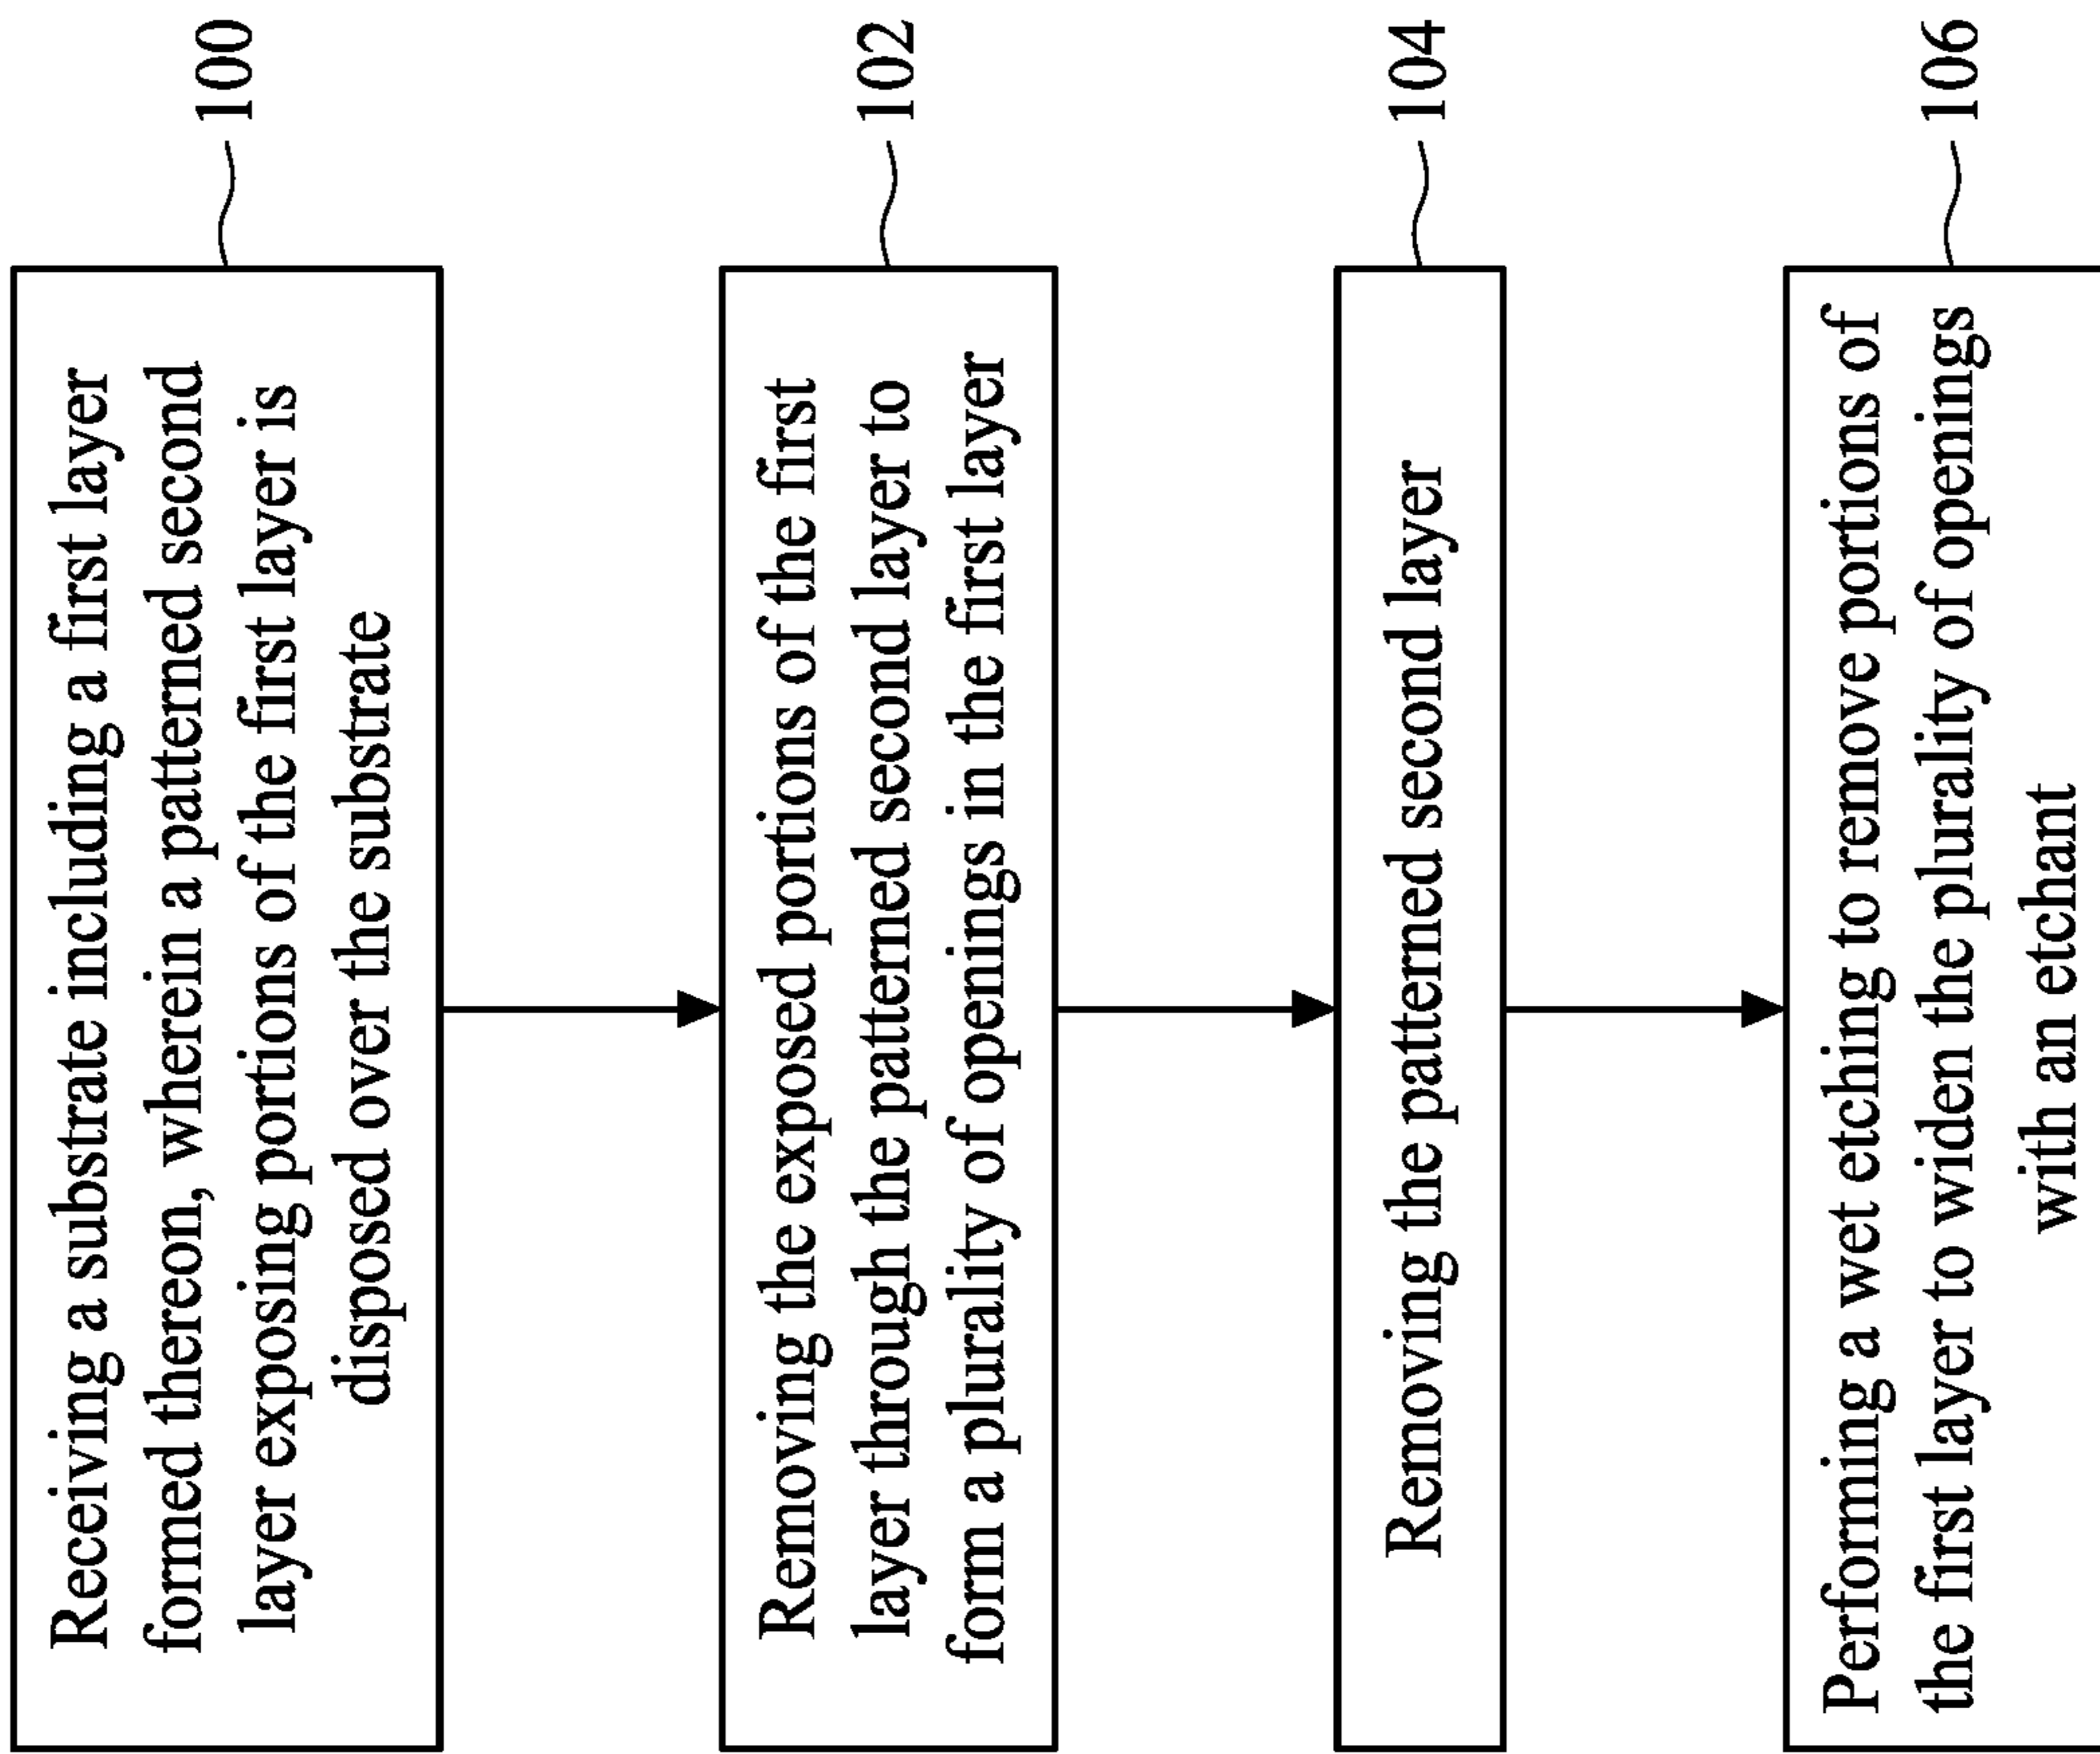 Receiving a substrate including a first layer
formed thereon, wherein a patterned second
layer exposing portions of the first layer is
disposed over the substrate
100
Removing the exposed portions of the first
layer through the patterned second layer to
form a plurality of openings in the first layer
102
Removing the patterned second layer
104
Performing a wet etching to remove portions of
the first layer to widen the plurality of openings
with an etchant
106